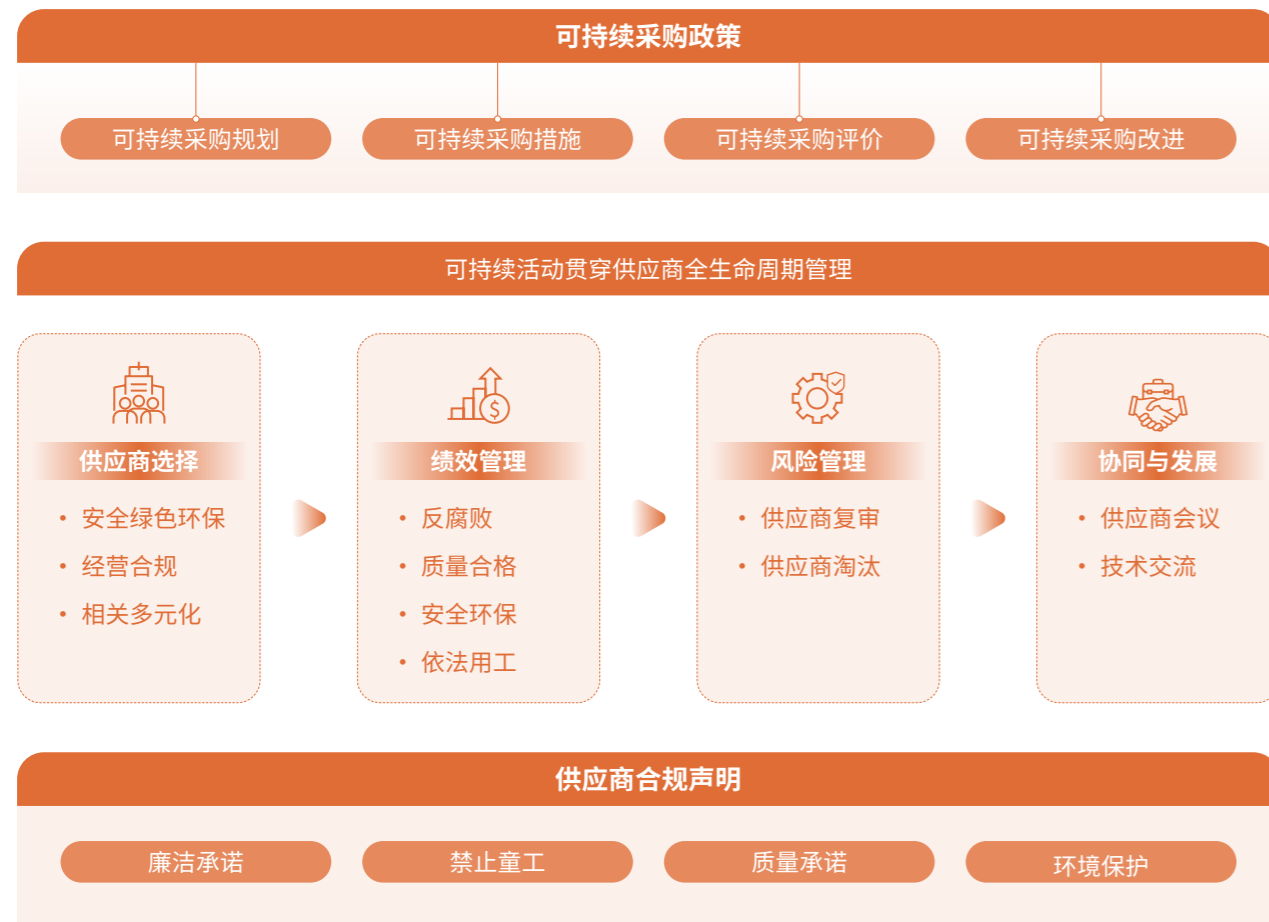 可持续采购政策
可持续采购规划
可持续采购措施
可持续采购评价
可持续采购改进
可持续活动贯穿供应商全生命周期管理
供应商选择
• 安全绿色环保
• 经营合规
• 相关多元化
绩效管理
• 反腐败
• 质量合格
• 安全环保
• 依法用工
风险管理
• 供应商复审
• 供应商淘汰
协同与发展
• 供应商会议
• 技术交流
供应商合规声明
廉洁承诺
禁止童工
质量承诺
环境保护